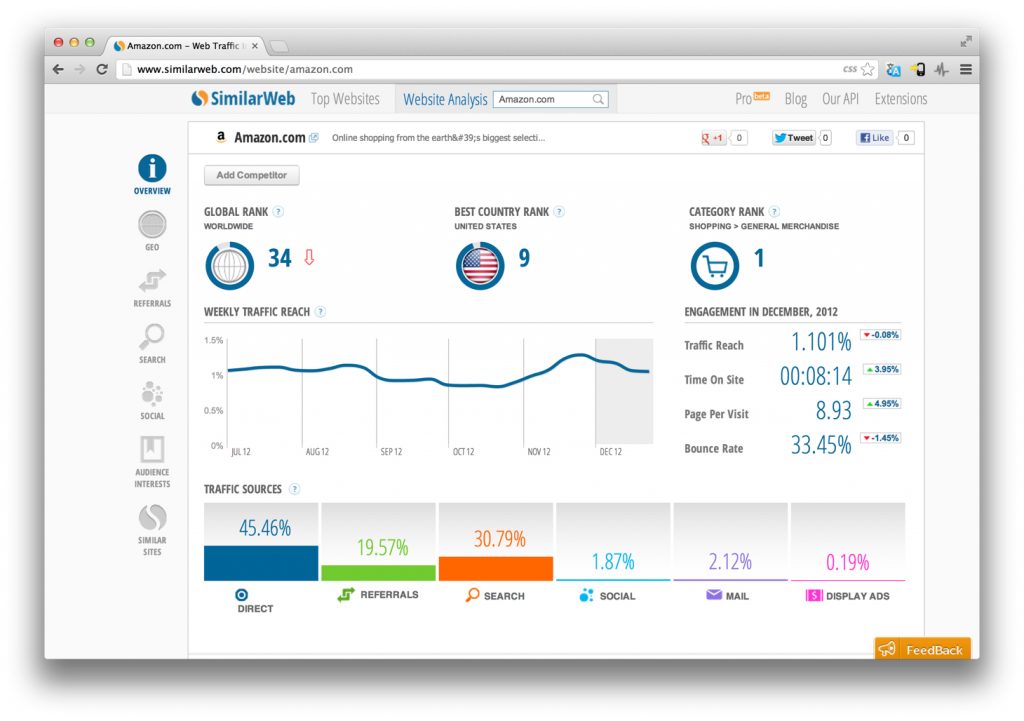 Amazon.com – Web Traffic
www.similarweb.com/website/amazon.com
css
SimilarWeb
Top Websites
Website Analysis
Amazon.com
Pro beta
Blog
Our API
Extensions
Amazon.com
Online shopping from the earth&#39;s biggest selecti...
+1
0
Tweet
0
Like
0
Add Competitor
OVERVIEW
GEO
REFERRALS
SEARCH
SOCIAL
AUDIENCE
INTERESTS
SIMILAR
SITES
GLOBAL RANK ?
WORLDWIDE
34
BEST COUNTRY RANK ?
UNITED STATES
9
CATEGORY RANK ?
SHOPPING > GENERAL MERCHANDISE
1
WEEKLY TRAFFIC REACH ?
1.5%
1%
0.5%
0%
JUL 12
AUG 12
SEP 12
OCT 12
NOV 12
DEC 12
ENGAGEMENT IN DECEMBER, 2012
Traffic Reach 1.101% -0.08%
Time On Site 00:08:14 3.95%
Page Per Visit 8.93 4.95%
Bounce Rate 33.45% -1.45%
TRAFFIC SOURCES ?
45.46%
19.57%
30.79%
1.87%
2.12%
0.19%
DIRECT
REFERRALS
SEARCH
SOCIAL
MAIL
DISPLAY ADS
FeedBack